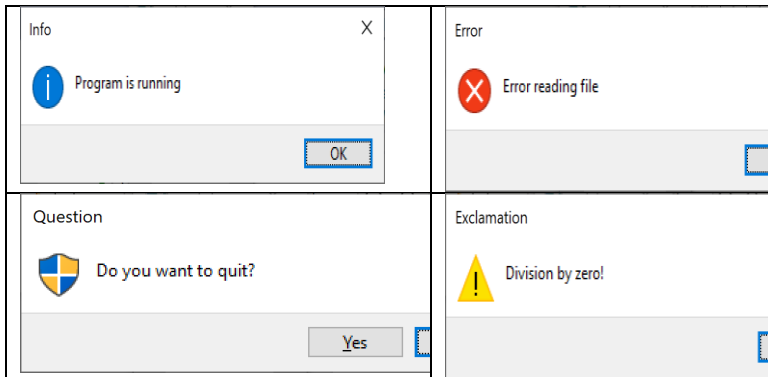 Info X
Program is running
OK
Error
Error reading file
Question
Do you want to quit?
Yes
Exclamation
Division by zero!